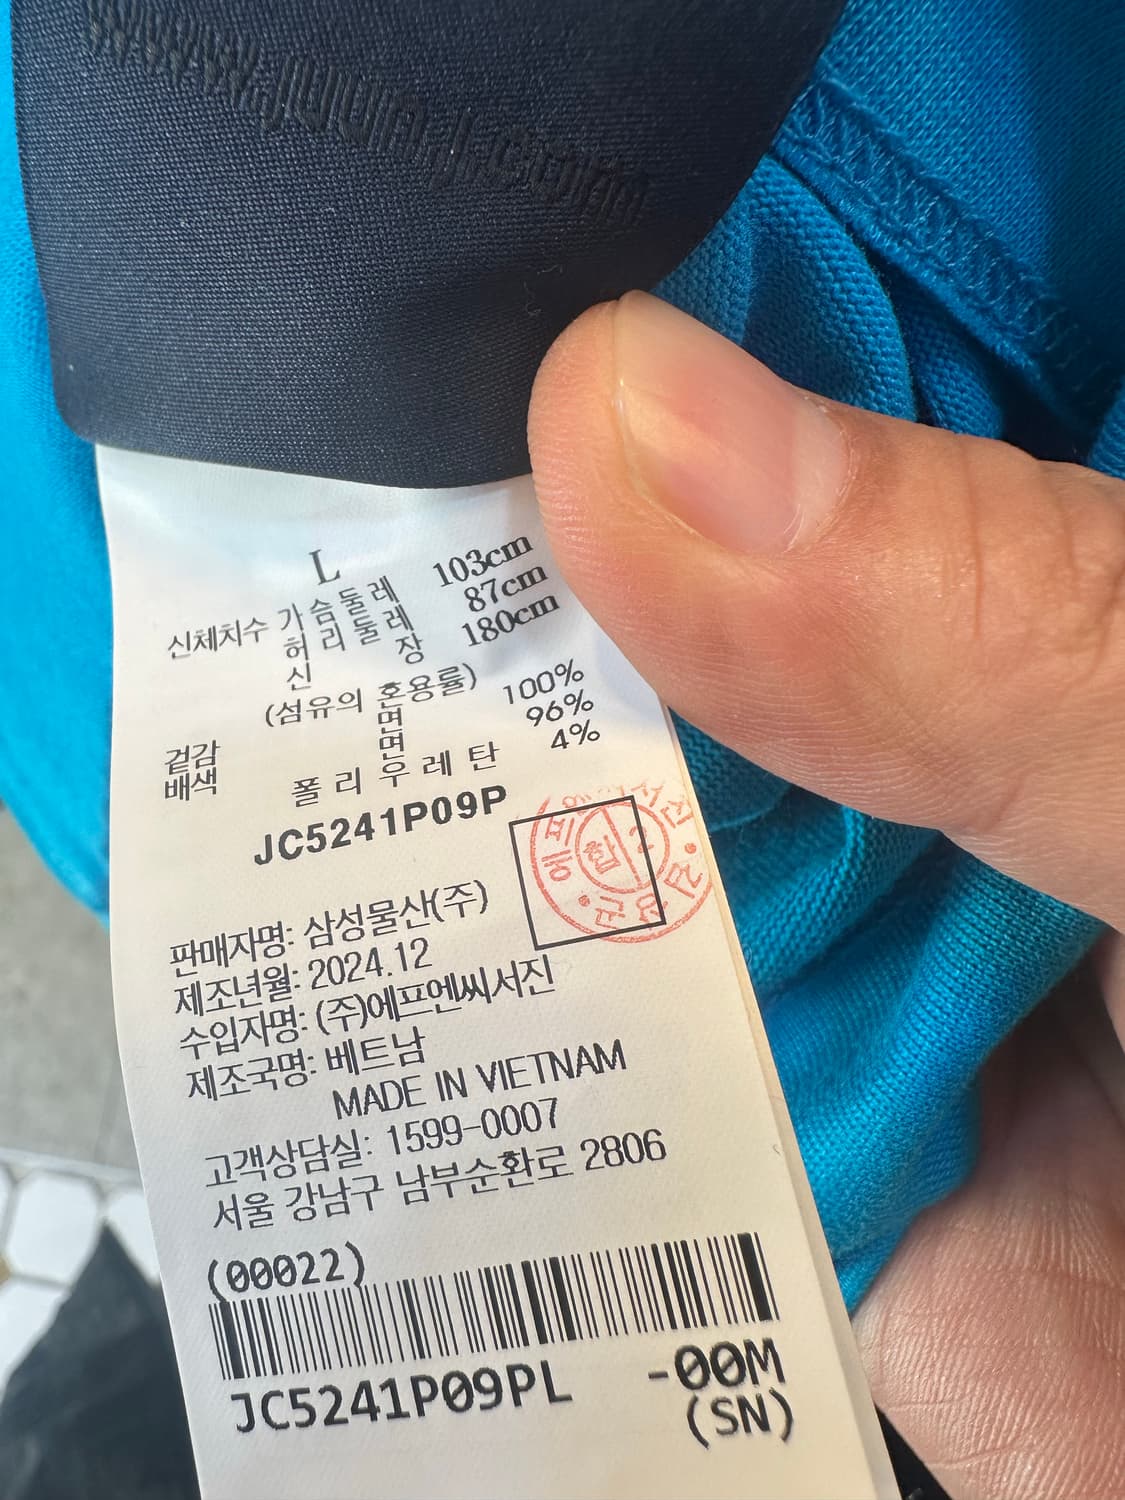 www.juunj.com
L
신체치수 가슴둘레 103cm
허리둘레 87cm
신 장 180cm
(섬유의 혼용률)
겉감 면 100%
배색 면 96%
폴리우레탄 4%
JC5241P09P
합 2
판매자명: 삼성물산(주)
제조년월: 2024.12
수입자명: (주)에프엔씨서진
제조국명: 베트남
MADE IN VIETNAM
고객상담실: 1599-0007
서울 강남구 남부순환로 2806
(00022)
JC5241P09PL -00M
(SN)